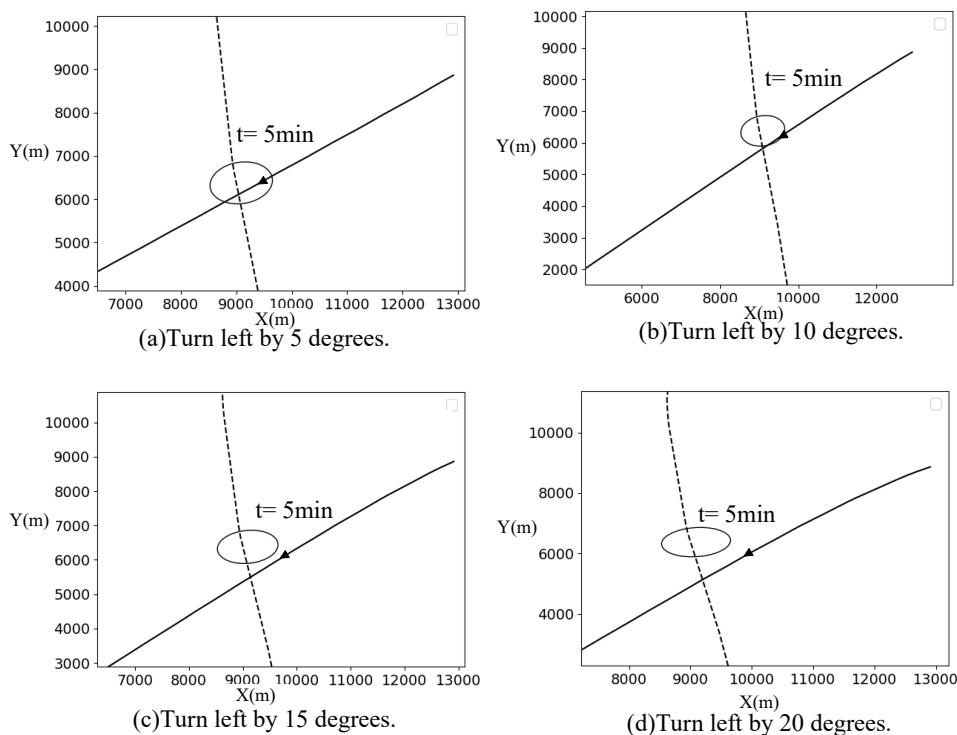 10000
9000
8000
7000
6000
5000
4000
Y(m)
t= 5min
7000 8000 9000 10000 11000 12000 13000
X(m)
(a)Turn left by 5 degrees.
10000
9000
8000
7000
6000
5000
4000
3000
2000
Y(m)
t= 5min
6000 8000 10000 12000
X(m)
(b)Turn left by 10 degrees.
10000
9000
8000
7000
6000
5000
4000
3000
Y(m)
t= 5min
7000 8000 9000 10000 11000 12000 13000
X(m)
(c)Turn left by 15 degrees.
10000
8000
6000
4000
Y(m)
t= 5min
8000 9000 10000 11000 12000 13000
X(m)
(d)Turn left by 20 degrees.